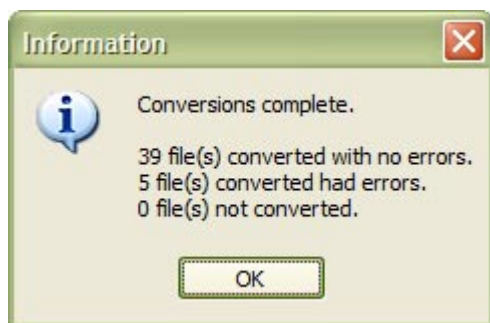 Information
Conversions complete.
39 file(s) converted with no errors.
5 file(s) converted had errors.
0 file(s) not converted.
OK